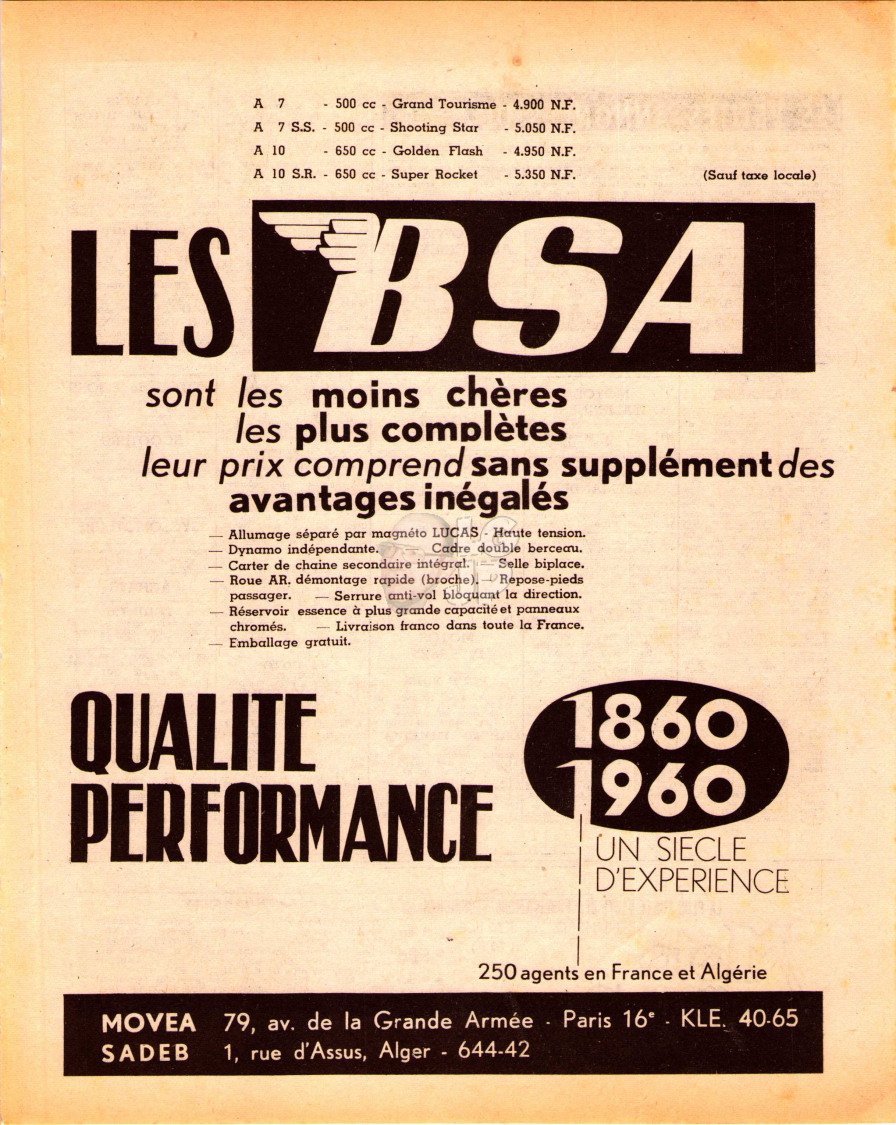 A 7 - 500 cc - Grand Tourisme - 4.900 N.F.
A 7 S.S. - 500 cc - Shooting Star - 5.050 N.F.
A 10 - 650 cc - Golden Flash - 4.950 N.F.
A 10 S.R. - 650 cc - Super Rocket - 5.350 N.F. (Sauf taxe locale)
LES BSA
sont les moins chères
les plus complètes
leur prix comprend sans supplément des
avantages inégalés
— Allumage séparé par magnéto LUCAS - Haute tension.
— Dynamo indépendante. — Cadre double berceau.
— Carter de chaine secondaire intégral. — Selle biplace.
— Roue AR. démontage rapide (broche). — Repose-pieds
passager. — Serrure anti-vol bloquant la direction.
— Réservoir essence à plus grande capacité et panneaux
chromés. — Livraison franco dans toute la France.
— Emballage gratuit.
QUALITE
PERFORMANCE
1860
1960
UN SIECLE
D'EXPERIENCE
250 agents en France et Algérie
MOVEA 79, av. de la Grande Armée - Paris 16e - KLE. 40-65
SADEB 1, rue d'Assus, Alger - 644-42